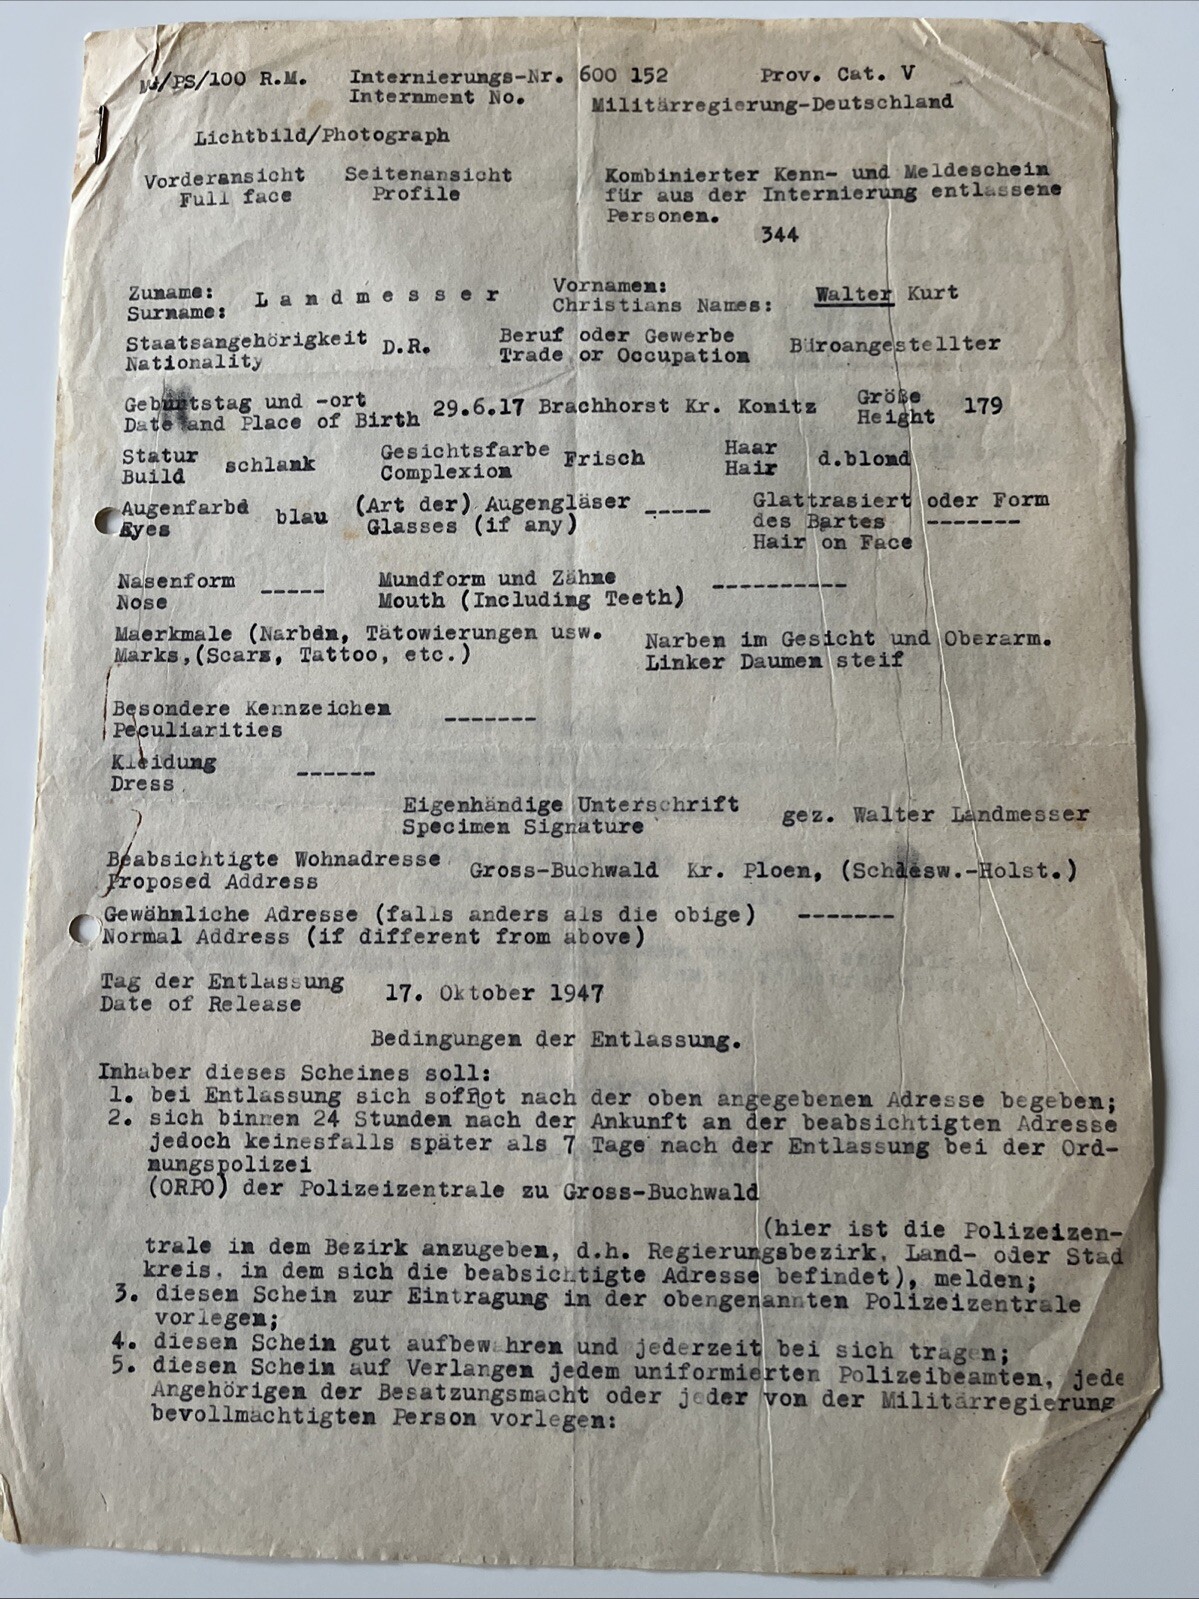 MG/PS/100 R.M. Internierungs-Nr. 600 152 Prov. Cat. V
Internment No. Militärregierung-Deutschland
Lichtbild/Photograph
Vorderansicht Seitenansicht Kombinierter Kenn- und Meldeschein
Full face Profile für aus der Internierung entlassene
Personen.
344
Zuname: L a n d m e s s e r Vornamen: Walter Kurt
Surname: Christians Names:
Staatsangehörigkeit D.R. Beruf oder Gewerbe Büroangestellter
Nationality Trade or Occupation
Geburtstag und -ort 29.6.17 Brachhorst Kr. Konitz Größe 179
Date and Place of Birth Height
Statur schlank Gesichtsfarbe Frisch Haar d.blond
Build Complexion Hair
Augenfarbd blau (Art der) Augengläser ----- Glattrasiert oder Form
Eyes Glasses (if any) des Bartes -------
Hair on Face
Nasenform ----- Mundform und Zähne ----------
Nose Mouth (Including Teeth)
Maerkmale (Narben, Tätowierungen usw. Narben im Gesicht und Oberarm.
Marks,(Scars, Tattoo, etc.) Linker Daumen steif
Besondere Kennzeichen -------
Peculiarities
Kleidung ------
Dress
Eigenhändige Unterschrift gez. Walter Landmesser
Specimen Signature
Beabsichtigte Wohnadresse Gross-Buchwald Kr. Ploen, (Schlesw.-Holst.)
Proposed Address
Gewähnliche Adresse (falls anders als die obige) -------
Normal Address (if different from above)
Tag der Entlassung 17. Oktober 1947
Date of Release
Bedingungen der Entlassung.
Inhaber dieses Scheines soll:
1. bei Entlassung sich sofrot nach der oben angegebenen Adresse begeben;
2. sich binnen 24 Stunden nach der Ankunft an der beabsichtigten Adresse
jedoch keinesfalls später als 7 Tage nach der Entlassung bei der Ord-
nungspolizei
(ORPO) der Polizeizentrale zu Gross-Buchwald
(hier ist die Polizeizen-
trale in dem Bezirk anzugeben, d.h. Regierungsbezirk, Land- oder Stad
kreis, in dem sich die beabsichtigte Adresse befindet), melden;
3. diesen Schein zur Eintragung in der obengenannten Polizeizentrale
vorlegen;
4. diesen Schein gut aufbewahren und jederzeit bei sich tragen;
5. diesen Schein auf Verlangen jedem uniformierten Polizeibeamten, jede
Angehörigen der Besatzungsmacht oder jeder von der Militärregierung
bevollmächtigten Person vorlegen: